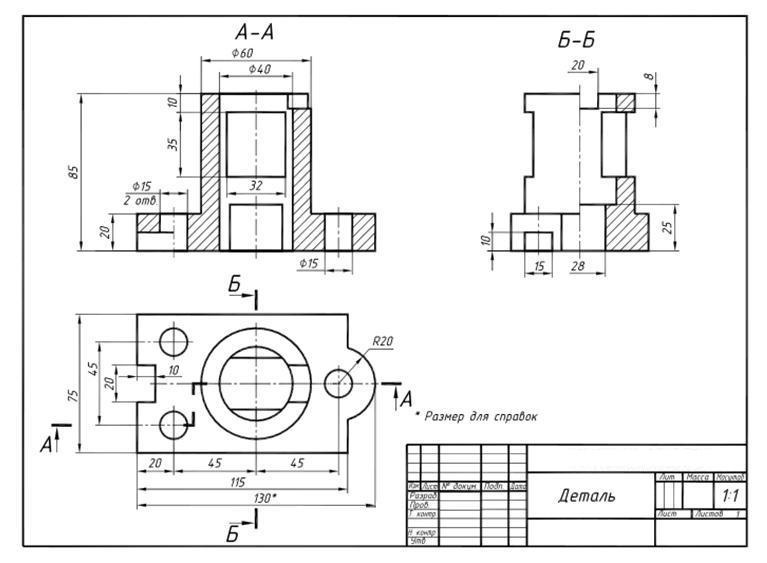 А-А
Ф60
Ф40
10
35
85
Ф15
2 отв.
32
20
Ф15
Б-Б
20
8
10
15
28
25
Б
R20
10
45
20
75
А
А
20
45
45
115
130*
Б
* Размер для справок
Изм Лист № докум. Подп. Дата
Разраб.
Пров.
Т. контр.
Н. контр.
Утв.
Деталь
Лит. Масса Масштаб
1:1
Лист Листов 1